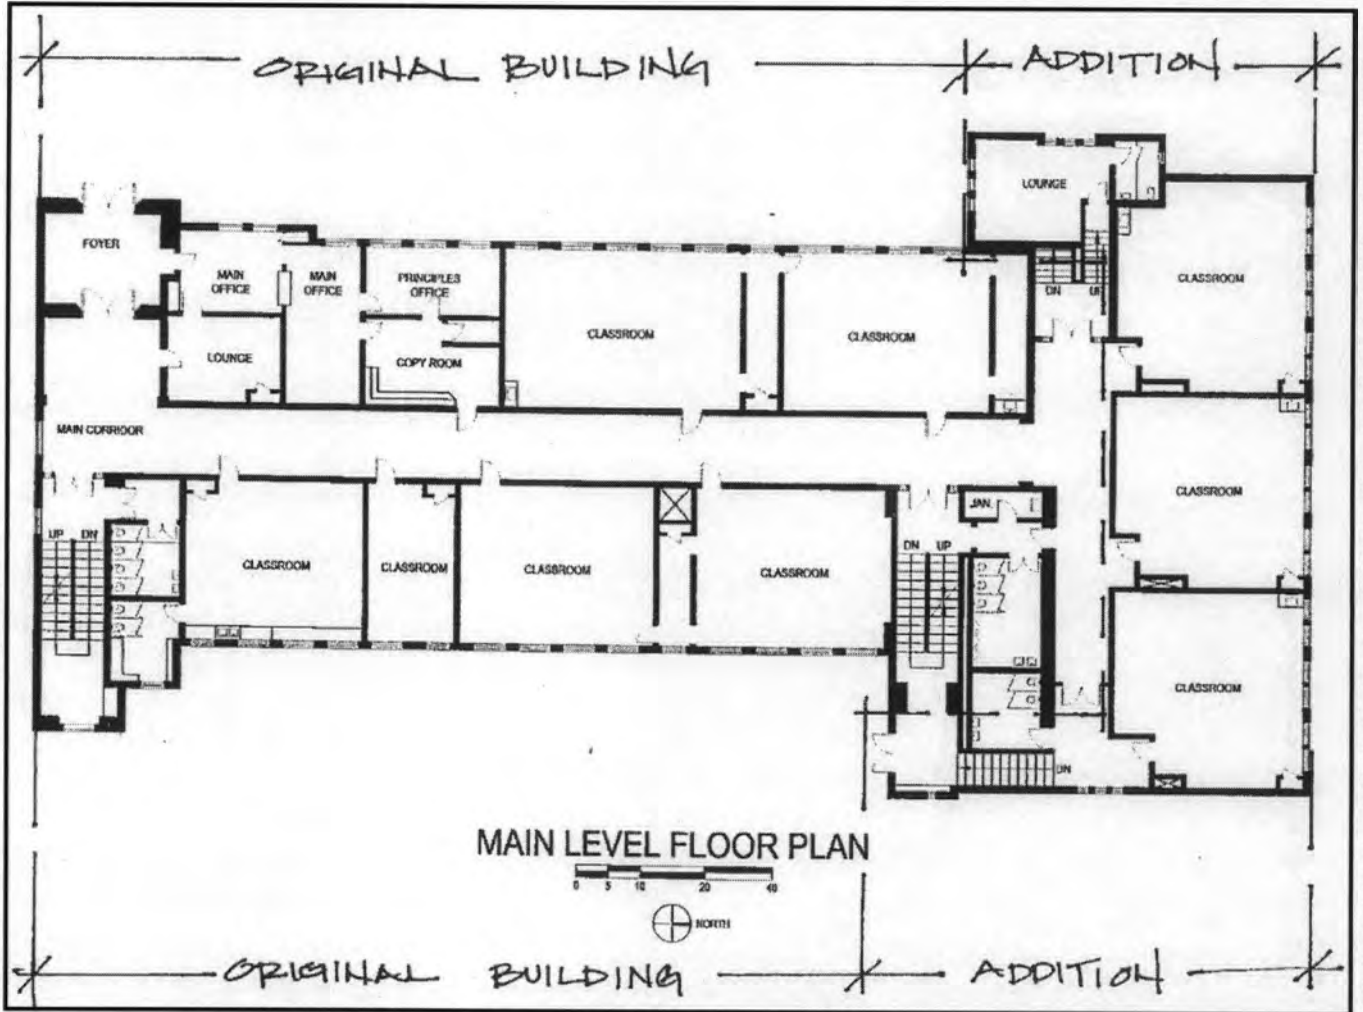 ORIGINAL BUILDING
ADDITION
LOUNGE
FOYER
MAIN OFFICE
MAIN OFFICE
PRINCIPLES OFFICE
CLASSROOM
CLASSROOM
CLASSROOM
LOUNGE
COPY ROOM
DN UP
MAIN CORRIDOR
CLASSROOM
JAN.
UP DN
DN UP
CLASSROOM
CLASSROOM
CLASSROOM
CLASSROOM
CLASSROOM
DN
MAIN LEVEL FLOOR PLAN
0 5 10 20 40
NORTH
ORIGINAL BUILDING
ADDITION